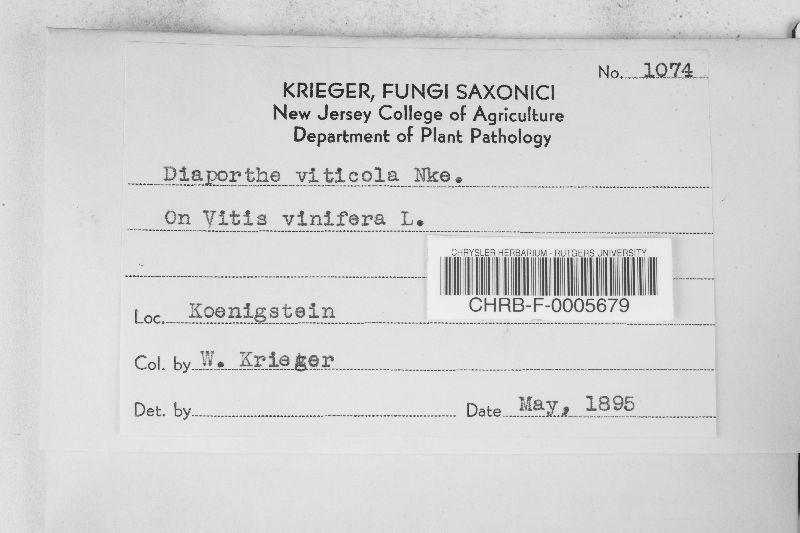 No. 1074
KRIEGER, FUNGI SAXONICI
New Jersey College of Agriculture
Department of Plant Pathology
Diaporthe viticola Nke.
On Vitis vinifera L.
CHRYSLER HERBARIUM - RUTGERS UNIVERSITY
CHRB-F-0005679
Loc. Koenigstein
Col. by W. Krieger
Det. by Date May, 1895